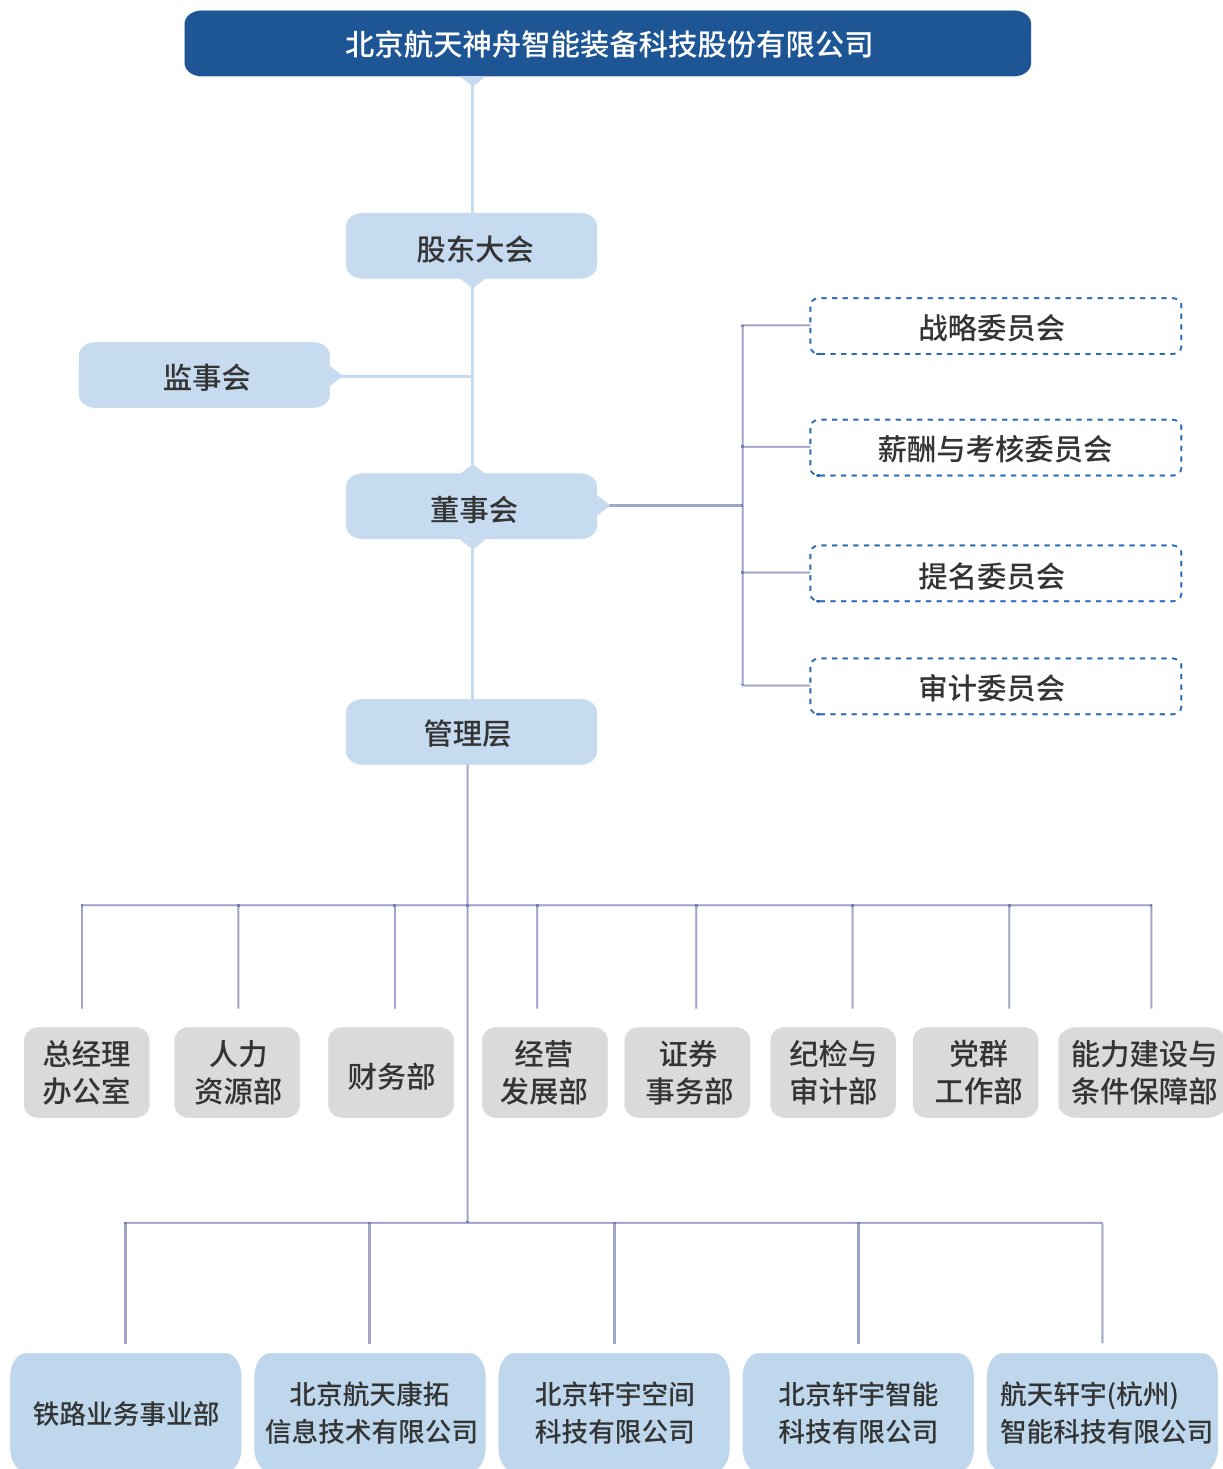 北京航天神舟智能装备科技股份有限公司
股东大会
监事会
董事会
战略委员会
薪酬与考核委员会
提名委员会
审计委员会
管理层
总经理
办公室
人力
资源部
财务部
经营
发展部
证券
事务部
纪检与
审计部
党群
工作部
能力建设与
条件保障部
铁路业务事业部
北京航天康拓
信息技术有限公司
北京轩宇空间
科技有限公司
北京轩宇智能
科技有限公司
航天轩宇(杭州)
智能科技有限公司